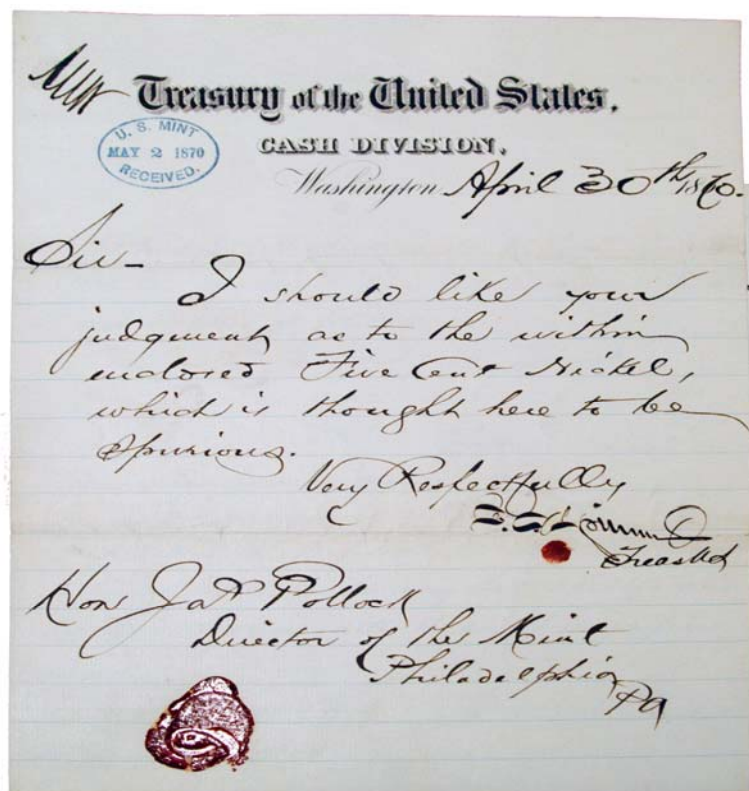 Treasury of the United States.
U. S. MINT
MAY 2 1870
RECEIVED.
CASH DIVISION.
Washington April 30th 1870.
Sir-
I should like your
judgment as to the within
enclosed Five Cent Nickel,
which is thought here to be
spurious.
Very Respectfully
Treas U S
Hon Jas Pollock
Director of the Mint
Philadelphia
Pa